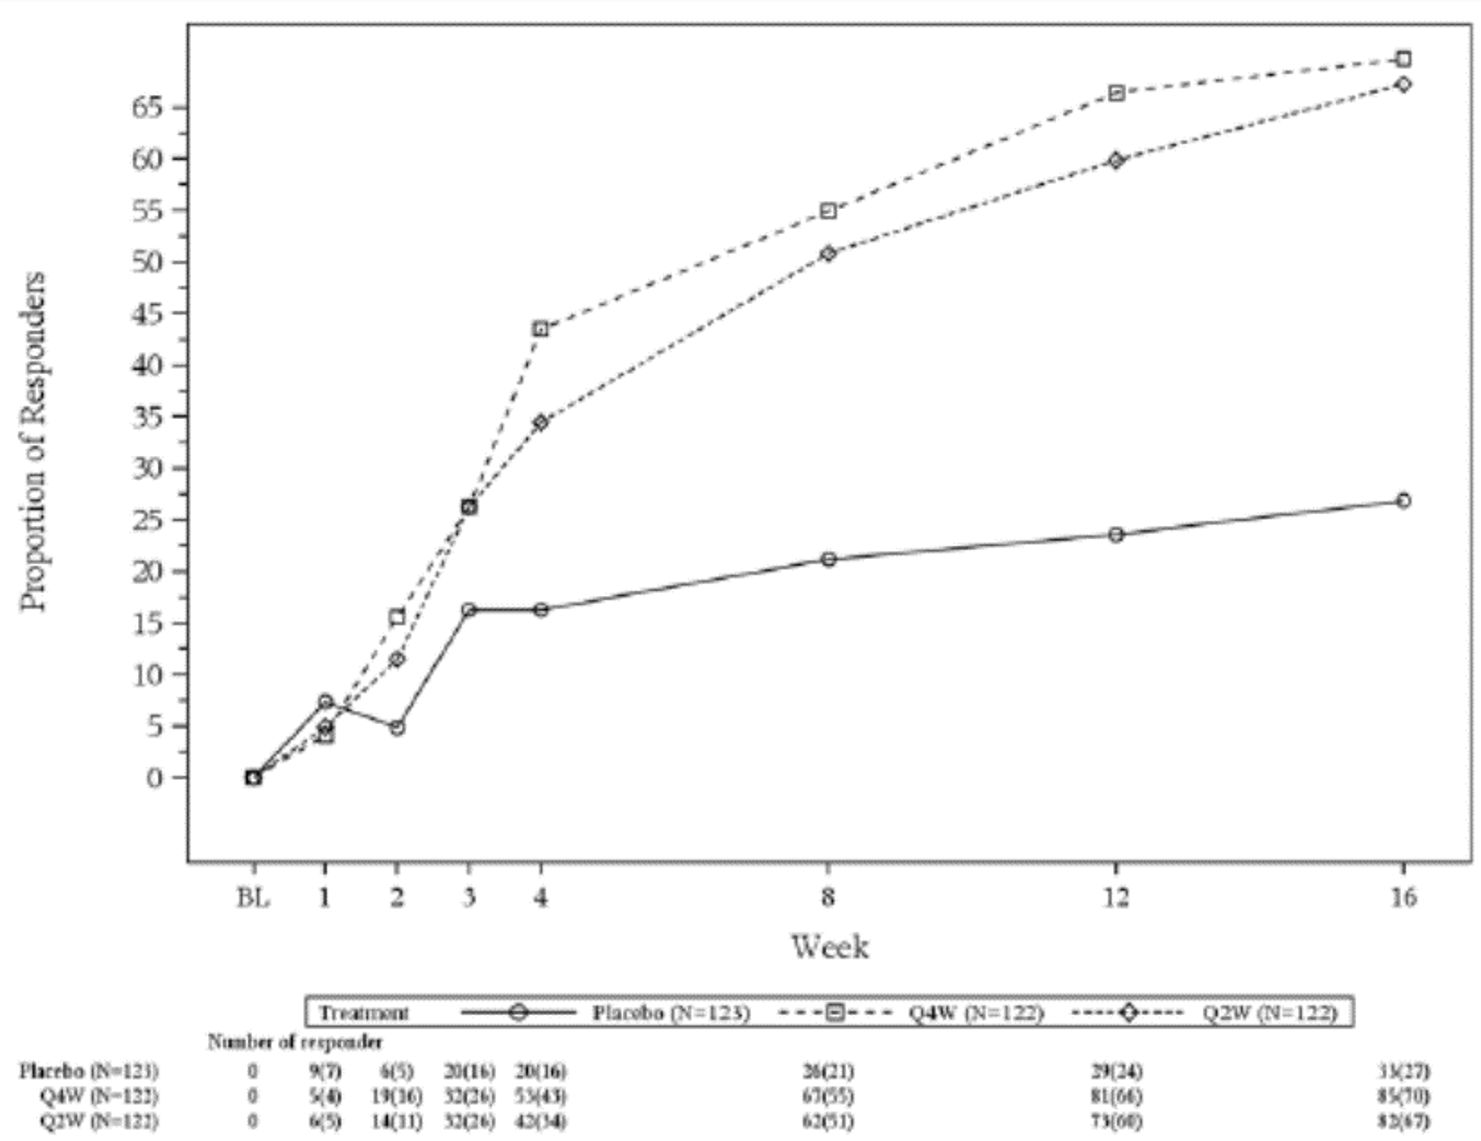 Proportion of Responders
65
60
55
50
45
40
35
30
25
20
15
10
5
0
BL 1 2 3 4 8 12 16
Week
Treatment Placebo (N=123) Q4W (N=122) Q2W (N=122)
Number of responder
Placebo (N=123) 0 9(7) 6(5) 20(16) 20(16) 26(21) 29(24) 33(27)
Q4W (N=122) 0 5(4) 19(16) 32(26) 53(43) 67(55) 81(66) 85(70)
Q2W (N=122) 0 6(5) 14(11) 32(26) 42(34) 62(51) 73(60) 82(67)